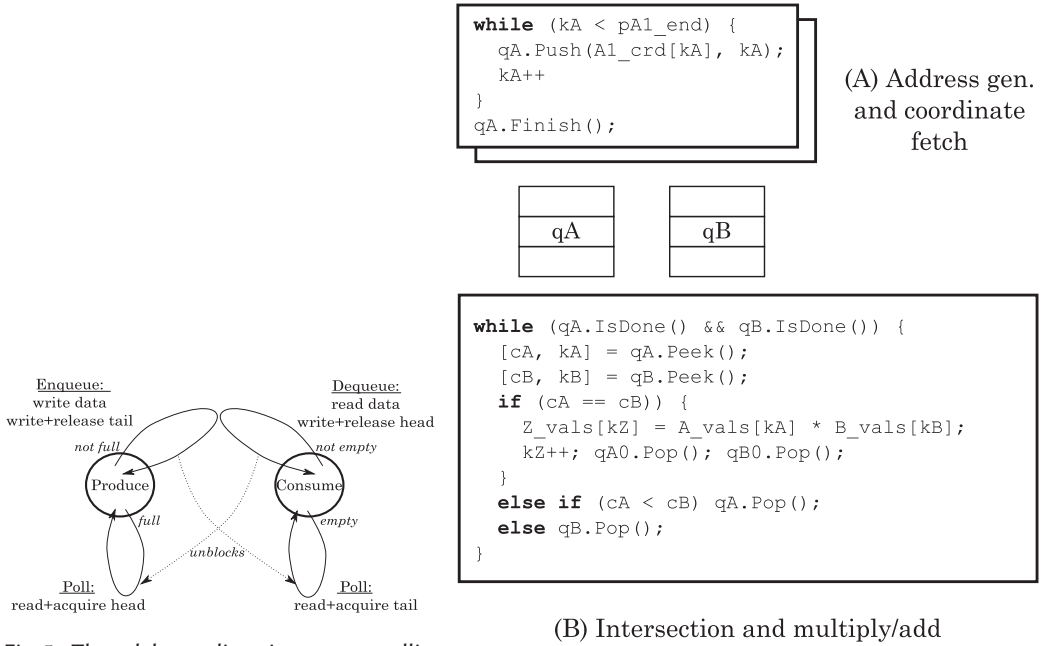 while (kA < pA1_end) {
qA.Push(A1_crd[kA], kA);
kA++
}
qA.Finish();
(A) Address gen.
and coordinate
fetch
qA
qB
while (qA.IsDone() && qB.IsDone()) {
[cA, kA] = qA.Peek();
[cB, kB] = qB.Peek();
if (cA == cB)) {
Z_vals[kZ] = A_vals[kA] * B_vals[kB];
kZ++; qA0.Pop(); qB0.Pop();
}
else if (cA < cB) qA.Pop();
else qB.Pop();
}
(B) Intersection and multiply/add
Enqueue:
write data
write+release tail
not full
Produce
full
Poll:
read+acquire head
Dequeue:
read data
write+release head
not empty
Consume
empty
unblocks
Poll:
read+acquire tail